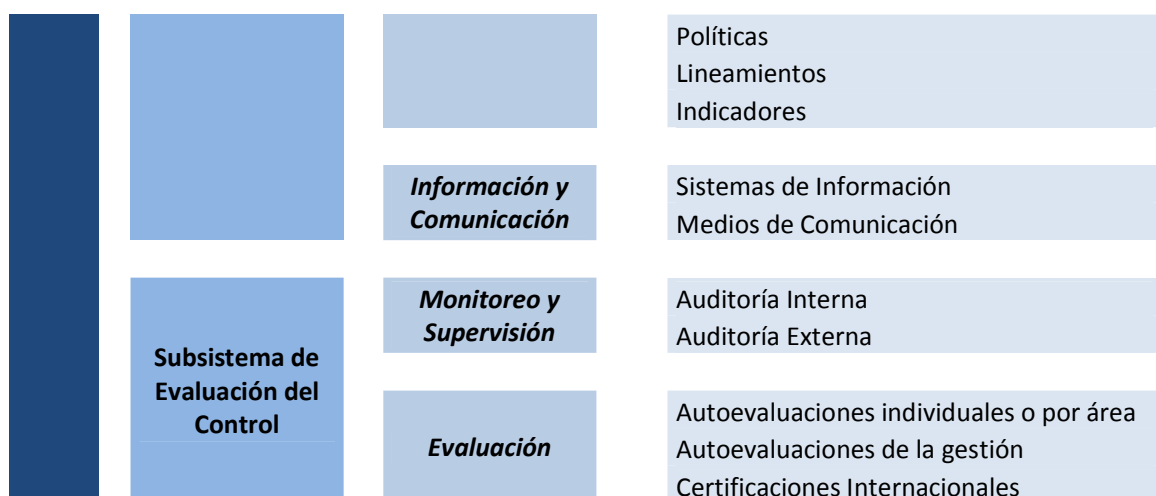 Políticas
Lineamientos
Indicadores
Información y
Comunicación
Sistemas de Información
Medios de Comunicación
Subsistema de
Evaluación del
Control
Monitoreo y
Supervisión
Auditoría Interna
Auditoría Externa
Evaluación
Autoevaluaciones individuales o por área
Autoevaluaciones de la gestión
Certificaciones Internacionales